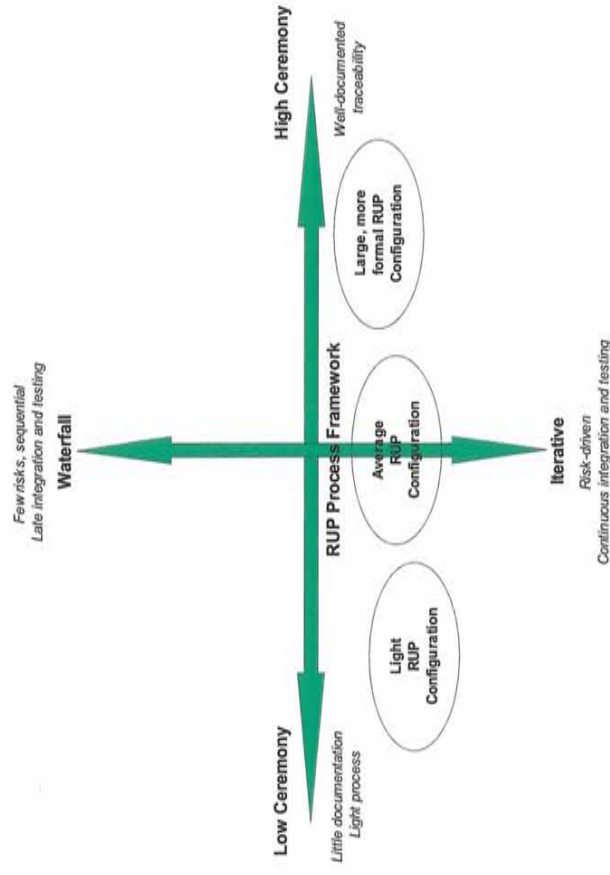 Few risks, sequential
Late integration and testing
Waterfall
Low Ceremony
Little documentation
Light process
High Ceremony
Well-documented
traceability
RUP Process Framework
Light
RUP
Configuration
Average
RUP
Configuration
Large, more
formal RUP
Configuration
Iterative
Risk-driven
Continuous integration and testing